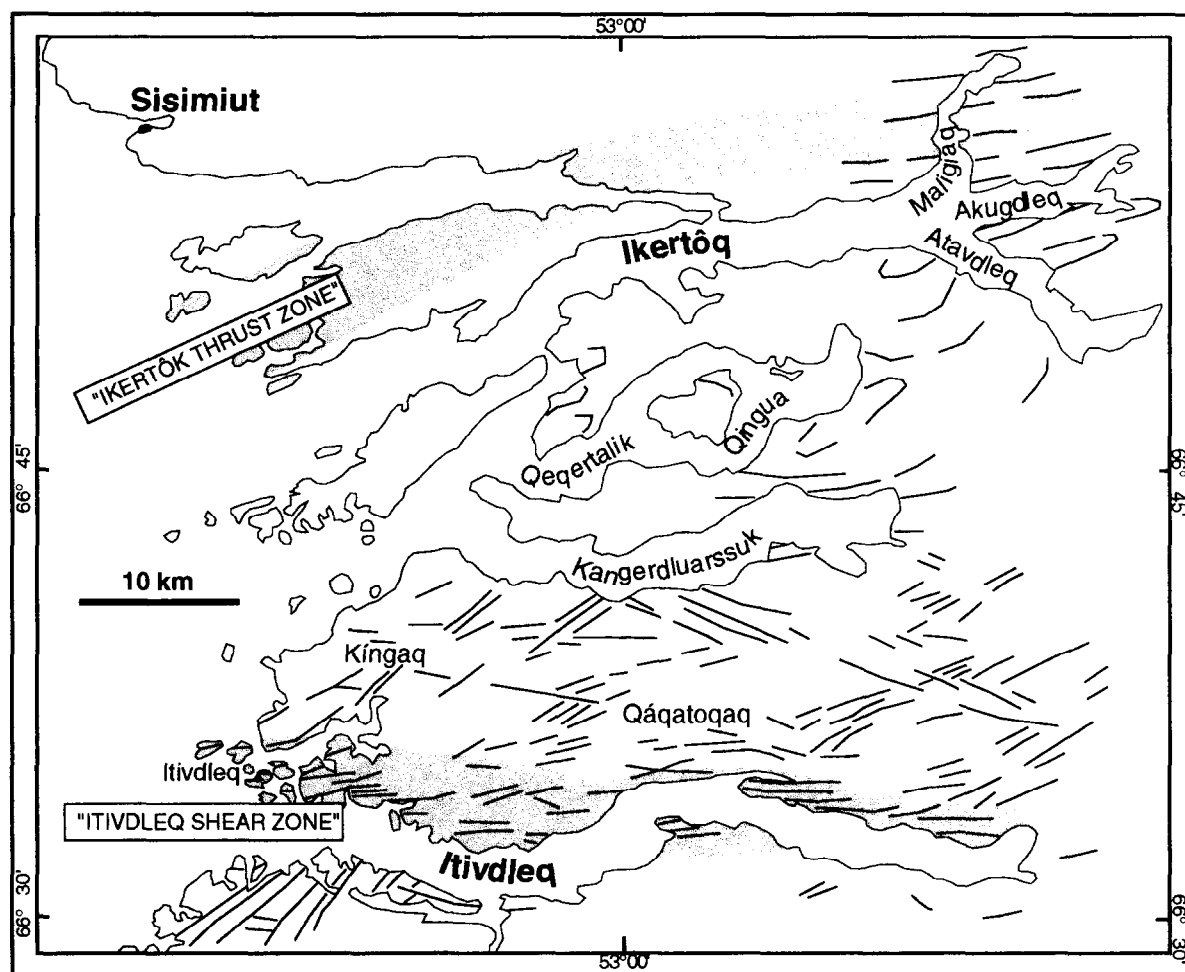 53°00'
Sisimiut
Maligiaq
Akugdleq
Ikertôq
Atavdleq
"IKERTÔK THRUST ZONE"
Qingua
Qeqertalik
66° 45'
66° 45'
Kangerdluarssuk
10 km
Kíngaq
Qáqatoqaq
Itivdleq
"ITIVDLEQ SHEAR ZONE"
Itivdleq
66° 30'
66° 30'
53°00'